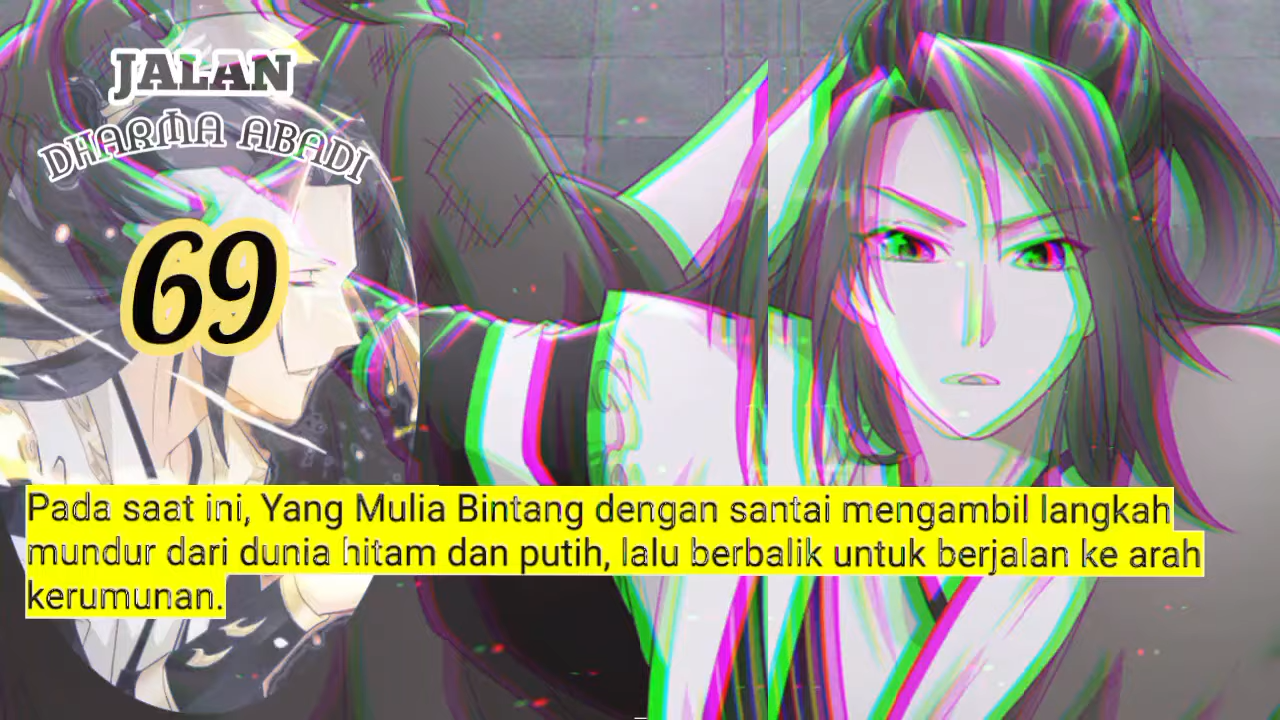 JALAN
DHARMA ABADI
69
Pada saat ini, Yang Mulia Bintang dengan santai mengambil langkah
mundur dari dunia hitam dan putih, lalu berbalik untuk berjalan ke arah
kerumunan.